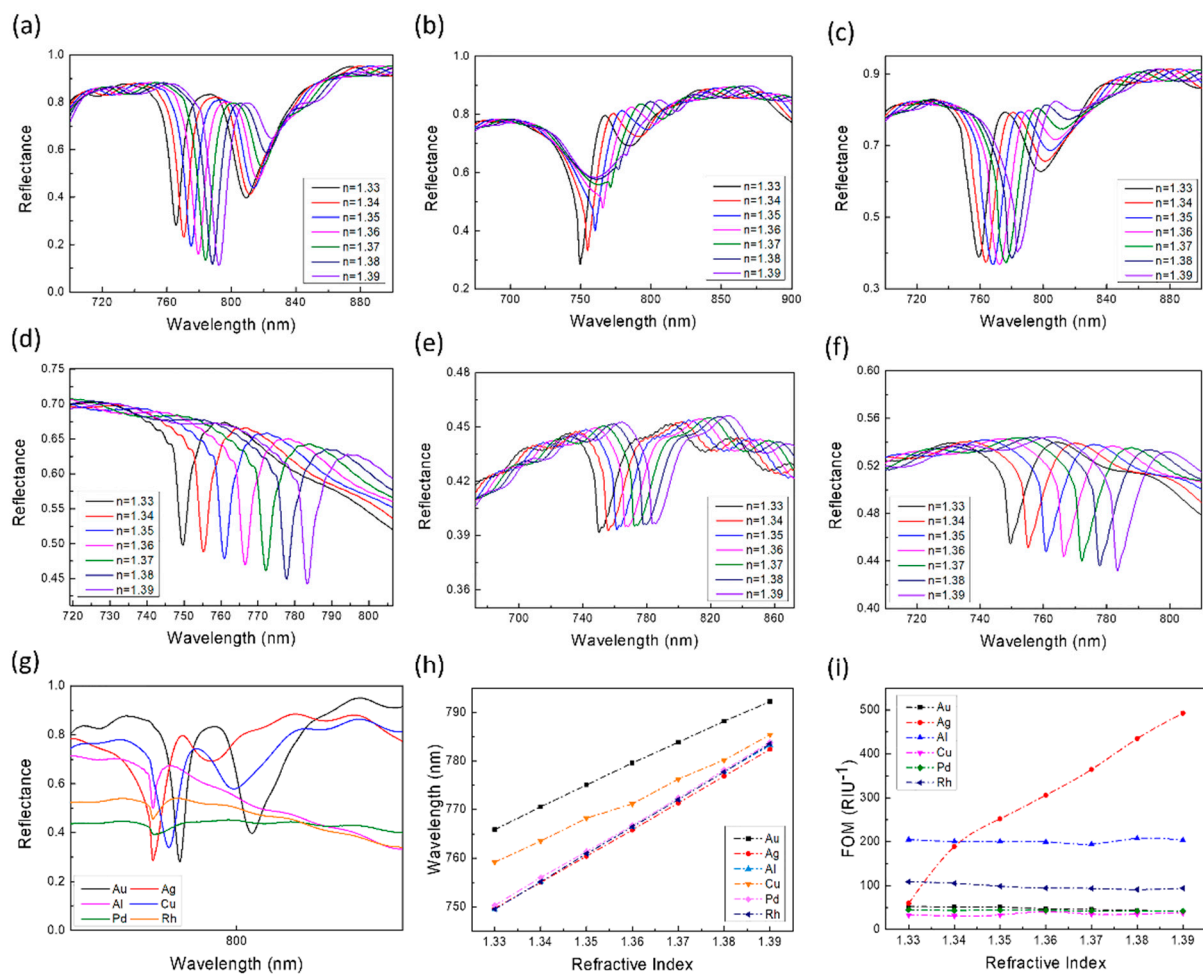 (a)
1.0
0.8
0.6
0.4
0.2
0.0
Reflectance
n=1.33
n=1.34
n=1.35
n=1.36
n=1.37
n=1.38
n=1.39
720 760 800 840 880
Wavelength (nm)
(b)
1.0
0.8
0.6
0.4
0.2
Reflectance
n=1.33
n=1.34
n=1.35
n=1.36
n=1.37
n=1.38
n=1.39
700 750 800 850 900
Wavelength (nm)
(c)
0.9
0.7
0.5
0.3
Reflectance
n=1.33
n=1.34
n=1.35
n=1.36
n=1.37
n=1.38
n=1.39
720 760 800 840 880
Wavelength (nm)
(d)
0.75
0.70
0.65
0.60
0.55
0.50
0.45
Reflectance
n=1.33
n=1.34
n=1.35
n=1.36
n=1.37
n=1.38
n=1.39
720 730 740 750 760 770 780 790 800
Wavelength (nm)
(e)
0.48
0.45
0.42
0.39
0.36
Reflectance
n=1.33
n=1.34
n=1.35
n=1.36
n=1.37
n=1.38
n=1.39
700 740 780 820 860
Wavelength (nm)
(f)
0.60
0.56
0.52
0.48
0.44
0.40
Reflectance
n=1.33
n=1.34
n=1.35
n=1.36
n=1.37
n=1.38
n=1.39
720 740 760 780 800
Wavelength (nm)
(g)
1.0
0.8
0.6
0.4
0.2
0.0
Reflectance
Au Ag
Al Cu
Pd Rh
800
Wavelength (nm)
(h)
790
780
770
760
750
Wavelength (nm)
Au
Ag
Al
Cu
Pd
Rh
1.33 1.34 1.35 1.36 1.37 1.38 1.39
Refractive Index
(i)
500
450
400
350
300
250
200
150
100
50
0
FOM (RIU⁻¹)
Au
Ag
Al
Cu
Pd
Rh
1.33 1.34 1.35 1.36 1.37 1.38 1.39
Refractive Index